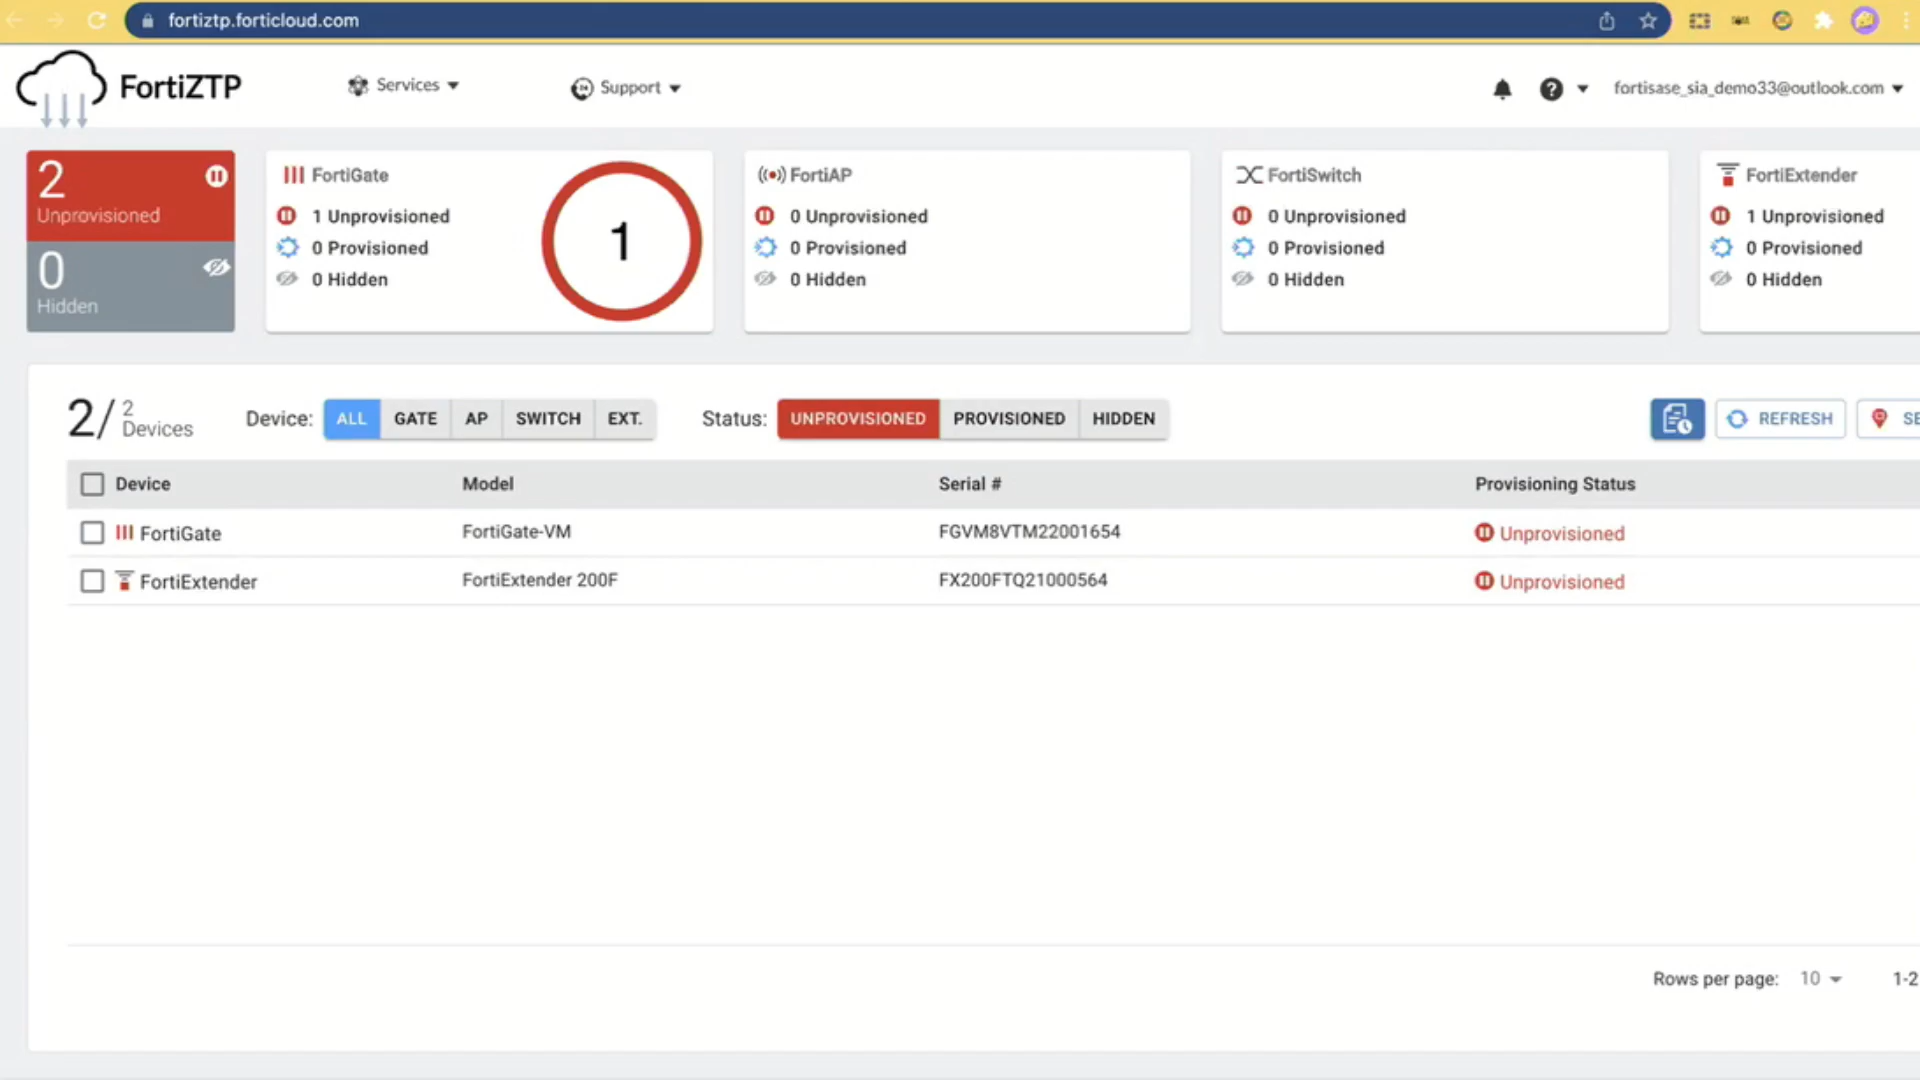 fortiztp.forticloud.com
FortiZTP
Services
Support
fortisase_sia_demo33@outlook.com
2
Unprovisioned
0
Hidden
FortiGate
1 Unprovisioned
0 Provisioned
0 Hidden
1
FortiAP
0 Unprovisioned
0 Provisioned
0 Hidden
FortiSwitch
0 Unprovisioned
0 Provisioned
0 Hidden
FortiExtender
1 Unprovisioned
0 Provisioned
0 Hidden
2/ 2 Devices
Device: ALL GATE AP SWITCH EXT.
Status: UNPROVISIONED PROVISIONED HIDDEN
REFRESH
SE
Device Model Serial # Provisioning Status
FortiGate FortiGate-VM FGVM8VTM22001654 Unprovisioned
FortiExtender FortiExtender 200F FX200FTQ21000564 Unprovisioned
Rows per page: 10 1-2